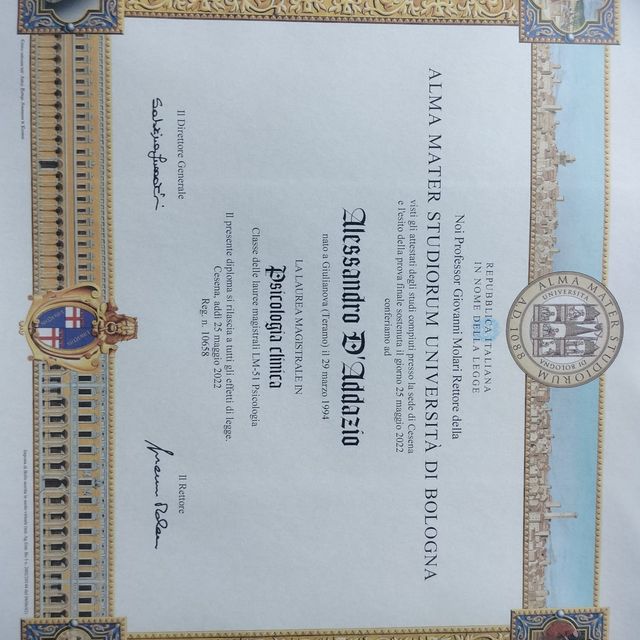 ALMA MATER STUDIORUM A.D. 1088
UNIVERSITÀ
DI BOLOGNA
REPUBBLICA ITALIANA
IN NOME DELLA LEGGE
Noi Professor Giovanni Molari Rettore della
ALMA MATER STUDIORUM UNIVERSITÀ DI BOLOGNA
visti gli attestati degli studi compiuti presso la sede di Cesena
e l'esito della prova finale sostenuta il giorno 25 maggio 2022
conferiamo ad
Alessandro D'Addazio
nato a Giulianova (Teramo) il 29 marzo 1994
LA LAUREA MAGISTRALE IN
Psicologia clinica
Classe delle lauree magistrali LM-51 Psicologia
Il presente diploma si rilascia a tutti gli effetti di legge.
Cesena, addì 25 maggio 2022
Reg. n. 10658
Il Direttore Generale
Il Rettore